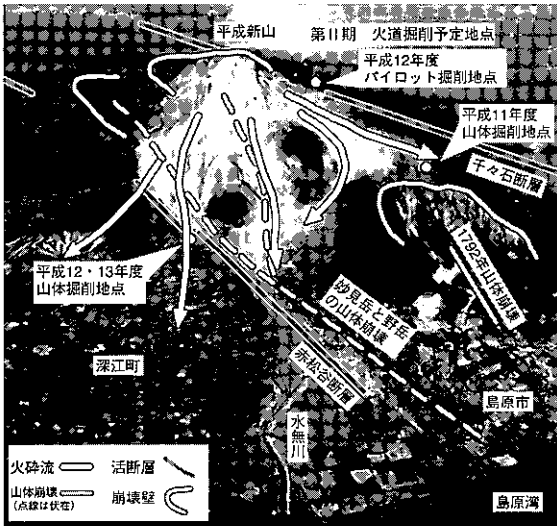 平成新山
第Ⅱ期 火道掘削予定地点
平成12年度
パイロット掘削地点
平成11年度
山体掘削地点
千々石断層
1792年山体崩壊
平成12・13年度
山体掘削地点
妙見岳と野岳
の山体崩壊
赤松谷断層
深江町
水無川
島原市
島原湾
火砕流
活断層
山体崩壊
(点線は伏在)
崩壊壁